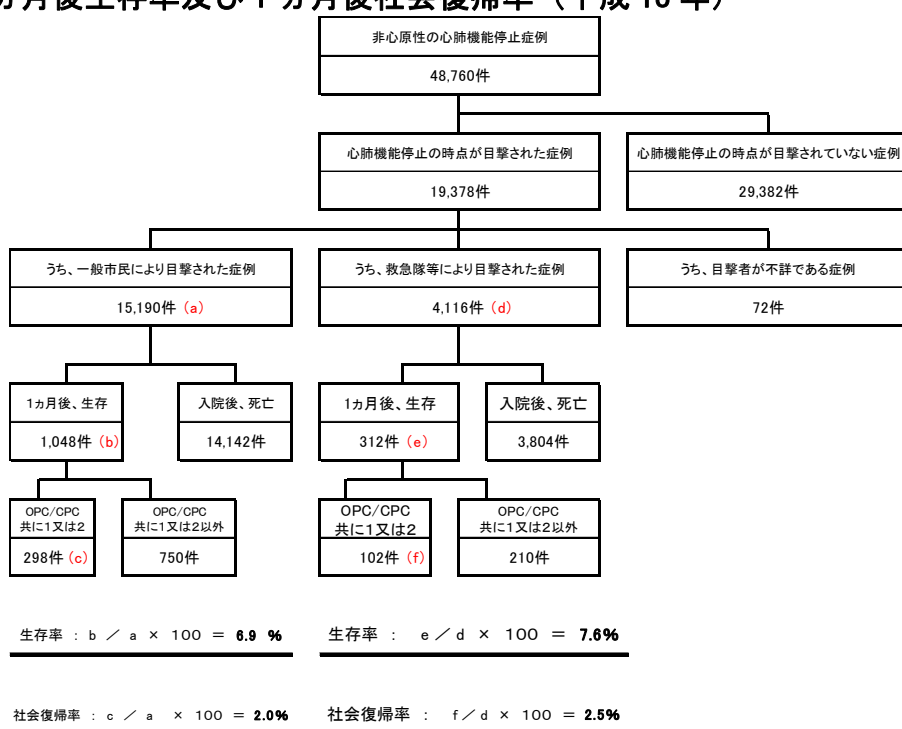 カ月後生存率及び1カ月後社会復帰率(平成
年)
非心原性の心肺機能停止症例
48,760件
心肺機能停止の時点が目撃された症例
19,378件
心肺機能停止の時点が目撃されていない症例
29,382件
うち、一般市民により目撃された症例
15,190件(a)
うち、救急隊等により目撃された症例
4,116件(d)
うち、目撃者が不詳である症例
72件
1ヵ月後、生存
1,048件(b)
入院後、死亡
14,142件
1ヵ月後、生存
312件(e)
入院後、死亡
3,804件
OPC/CPC
共に1又は2
298件(c)
OPC/CPC
共に1又は2以外
750件
OPC/CPC
共に1又は2
102件(f)
OPC/CPC
共に1又は2以外
210件
生存率 : b / a × 100 = 6.9 %
生存率 : e/d × 100 = 7.6%
社会復帰率 : c / a × 100 = 2.0%
社会復帰率 : f/d × 100 = 2.5%